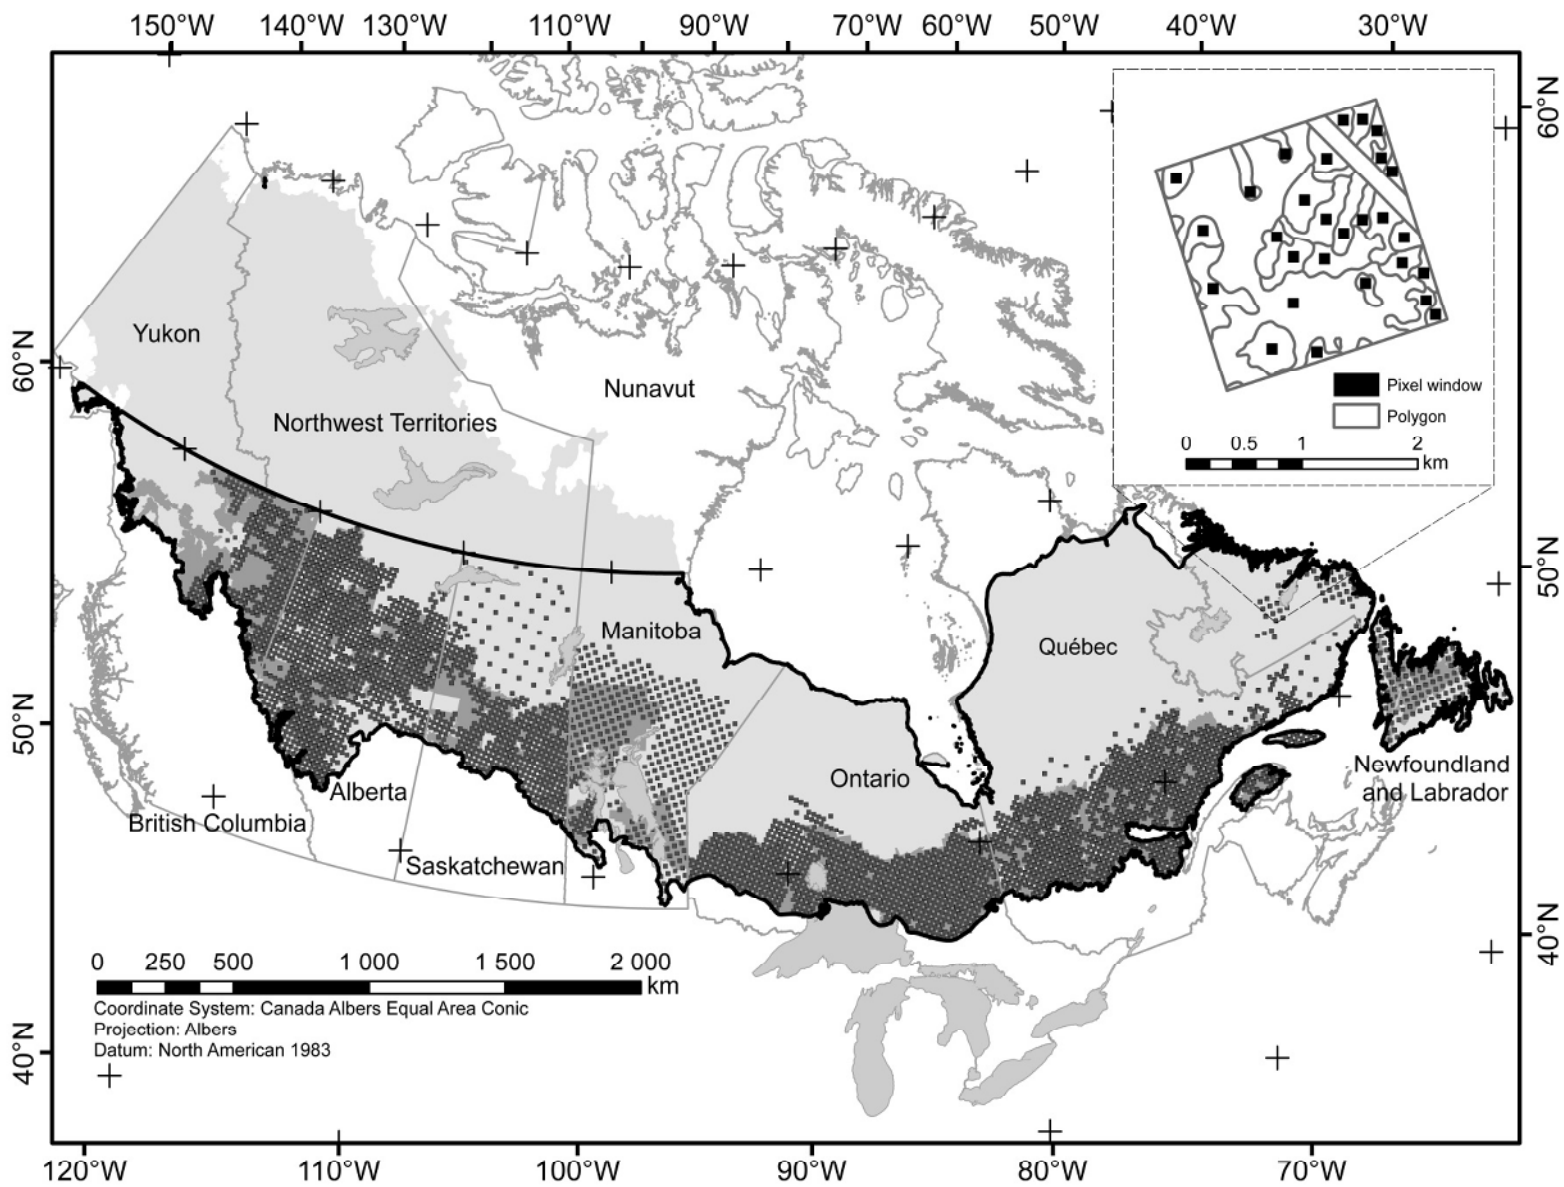 150°W 140°W 130°W 110°W 90°W 70°W 60°W 50°W 40°W 30°W
60°N
Pixel window
Polygon
0 0.5 1 2
km
Yukon
60°N
Nunavut
Northwest Territories
50°N
Manitoba
Québec
50°N
Ontario
Newfoundland
and Labrador
Alberta
British Columbia
Saskatchewan
40°N
0 250 500 1 000 1 500 2 000
km
Coordinate System: Canada Albers Equal Area Conic
Projection: Albers
Datum: North American 1983
40°N
120°W 110°W 100°W 90°W 80°W 70°W